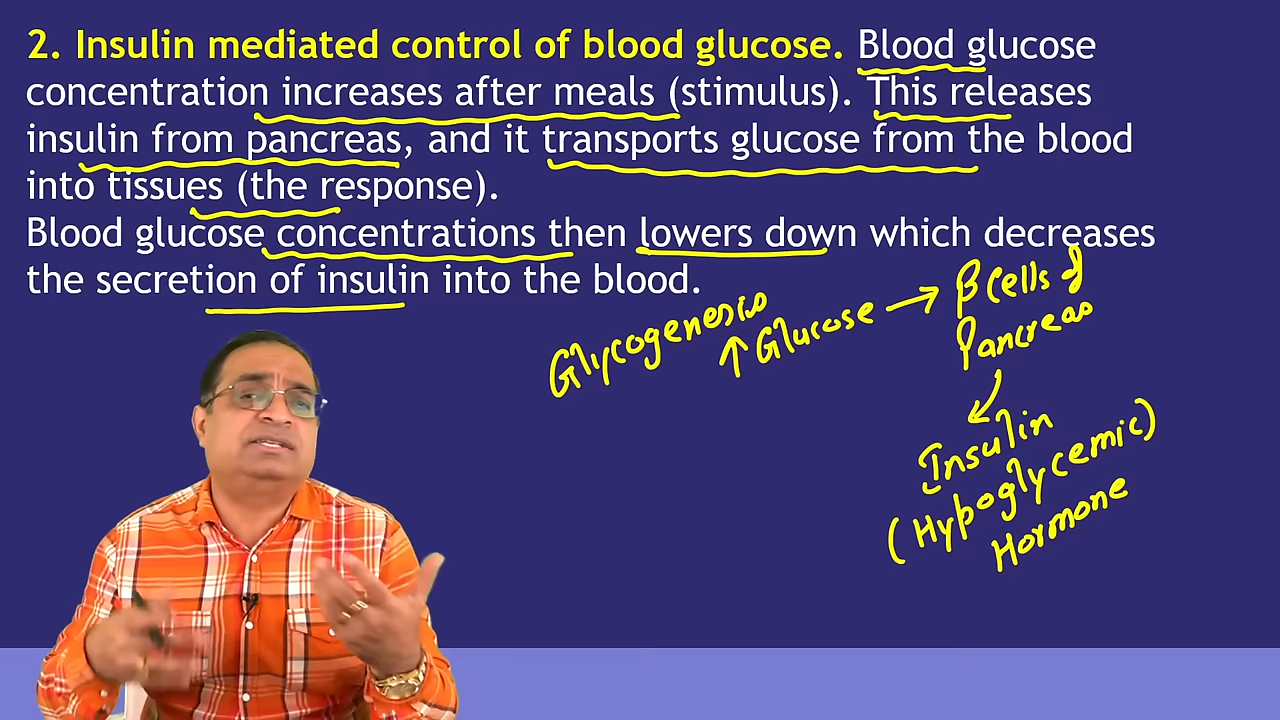 2. Insulin mediated control of blood glucose. Blood glucose
concentration increases after meals (stimulus). This releases
insulin from pancreas, and it transports glucose from the blood
into tissues (the response).
Blood glucose concentrations then lowers down which decreases
the secretion of insulin into the blood.
Glycogenesis
↑ Glucose → β cells of
Pancreas
↓
Insulin
(Hypoglycemic)
Hormone